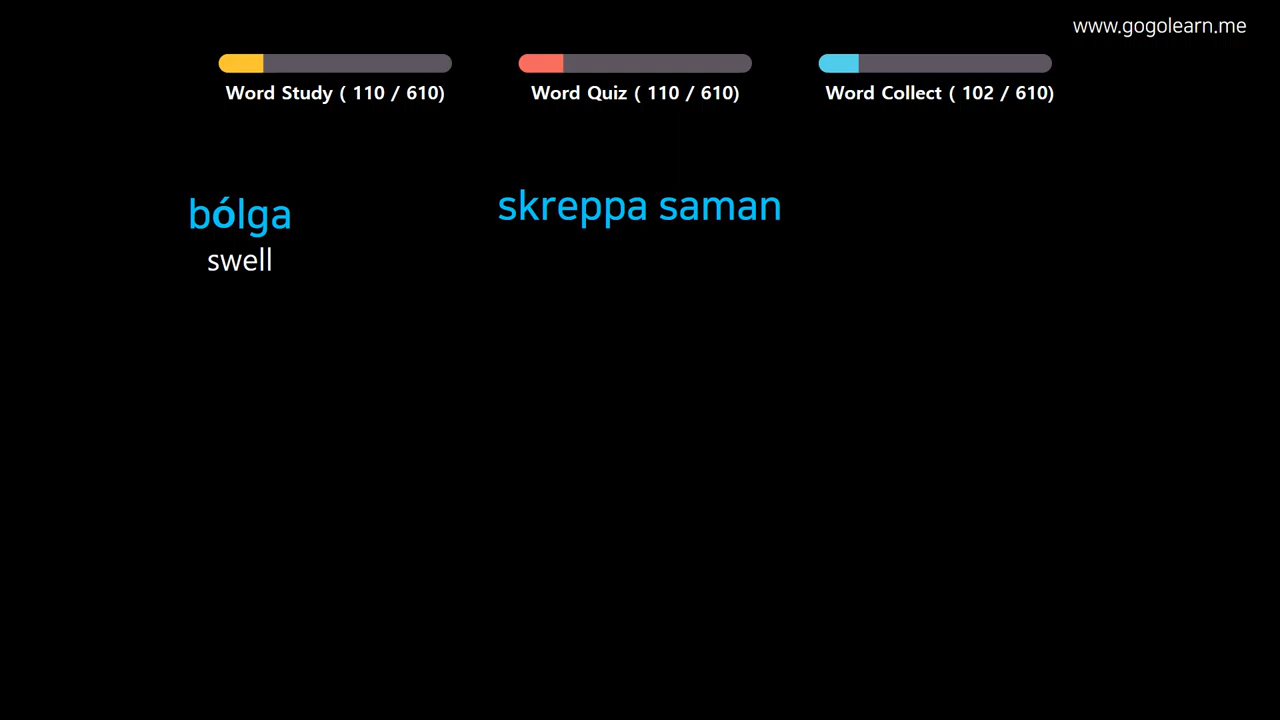 www.gogolearn.me
Word Study ( 110 / 610)
Word Quiz ( 110 / 610)
Word Collect ( 102 / 610)
bólga
swell
skreppa saman